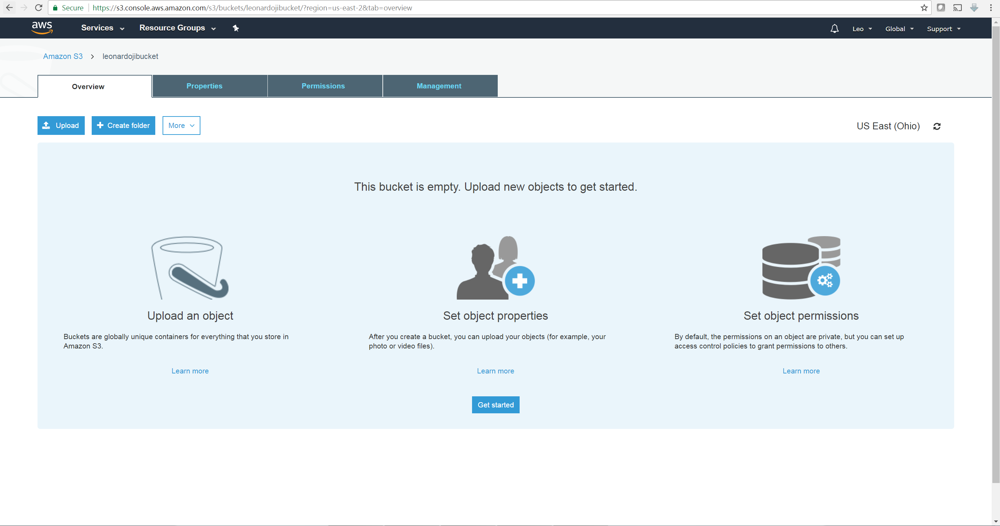 Secure https://s3.console.aws.amazon.com/s3/buckets/leonardojibucket/?region=us-east-2&tab=overview
aws Services Resource Groups Leo Global Support
Amazon S3 > leonardojibucket
Overview Properties Permissions Management
Upload Create folder More US East (Ohio)
This bucket is empty. Upload new objects to get started.
Upload an object
Buckets are globally unique containers for everything that you store in
Amazon S3.
Learn more
Set object properties
After you create a bucket, you can upload your objects (for example, your
photo or video files).
Learn more
Set object permissions
By default, the permissions on an object are private, but you can set up
access control policies to grant permissions to others.
Learn more
Get started